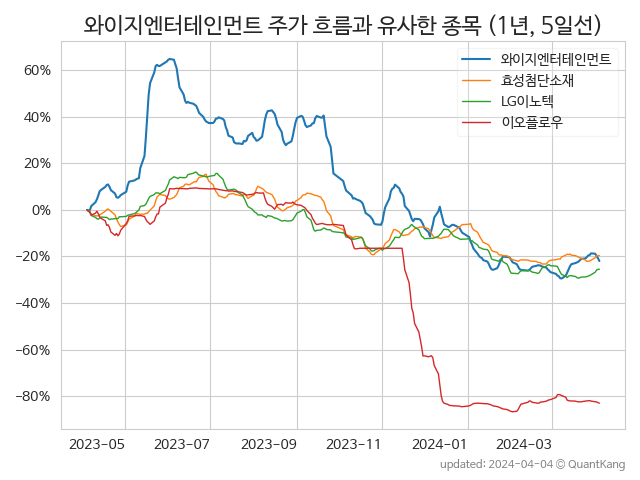 와이지엔터테인먼트 주가 흐름과 유사한 종목 (1년, 5일선)
와이지엔터테인먼트
효성첨단소재
LG이노텍
이오플로우
60%
40%
20%
0%
−20%
−40%
−60%
−80%
2023-05 2023-07 2023-09 2023-11 2024-01 2024-03
updated: 2024-04-04 © QuantKang